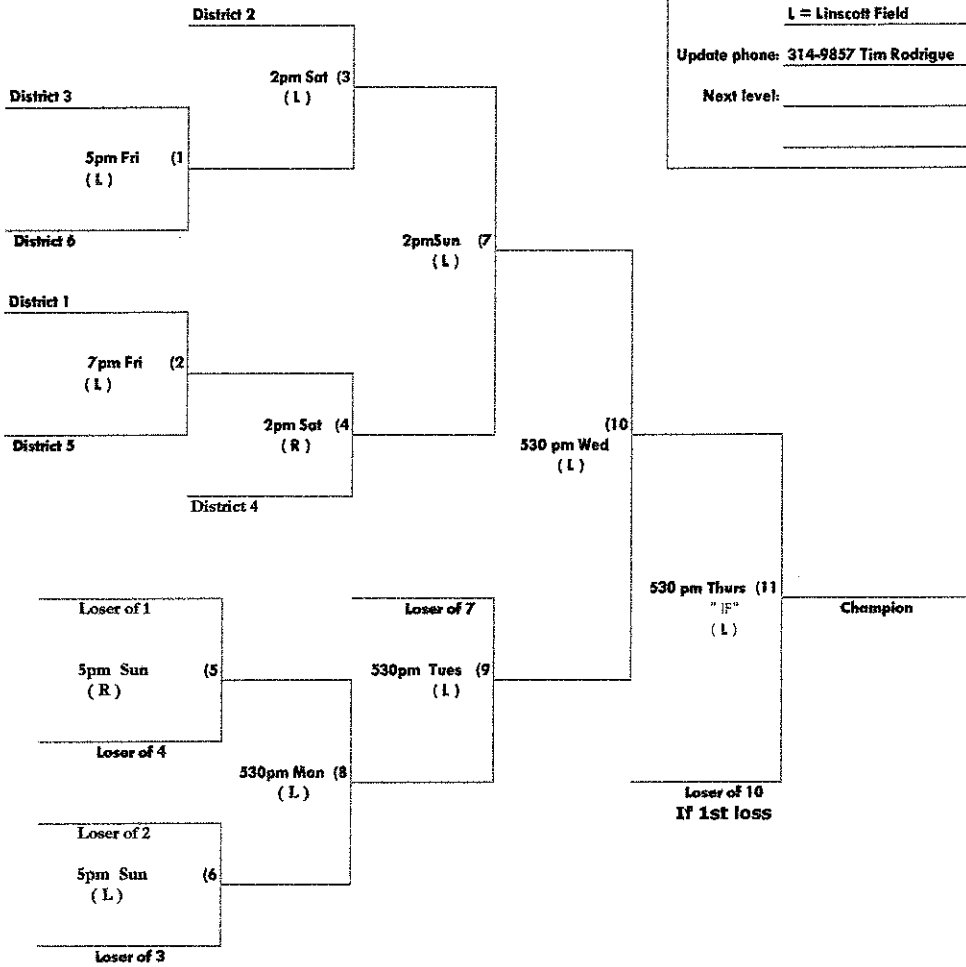 District 2
L = Linscott Field
Update phone: 314-9857 Tim Rodrigue
2pm Sat (3
( L )
District 3
Next level:
5pm Fri (1
( L )
District 6
2pmSun (7
( L )
District 1
7pm Fri (2
( L )
2pm Sat (4
( R )
(10
530 pm Wed
( L )
District 5
District 4
530 pm Thurs (11
" IF"
( L )
Champion
Loser of 1
Loser of 7
5pm Sun (5
( R )
530pm Tues (9
( L )
Loser of 4
530pm Mon (8
( L )
Loser of 10
If 1st loss
Loser of 2
5pm Sun (6
( L )
Loser of 3